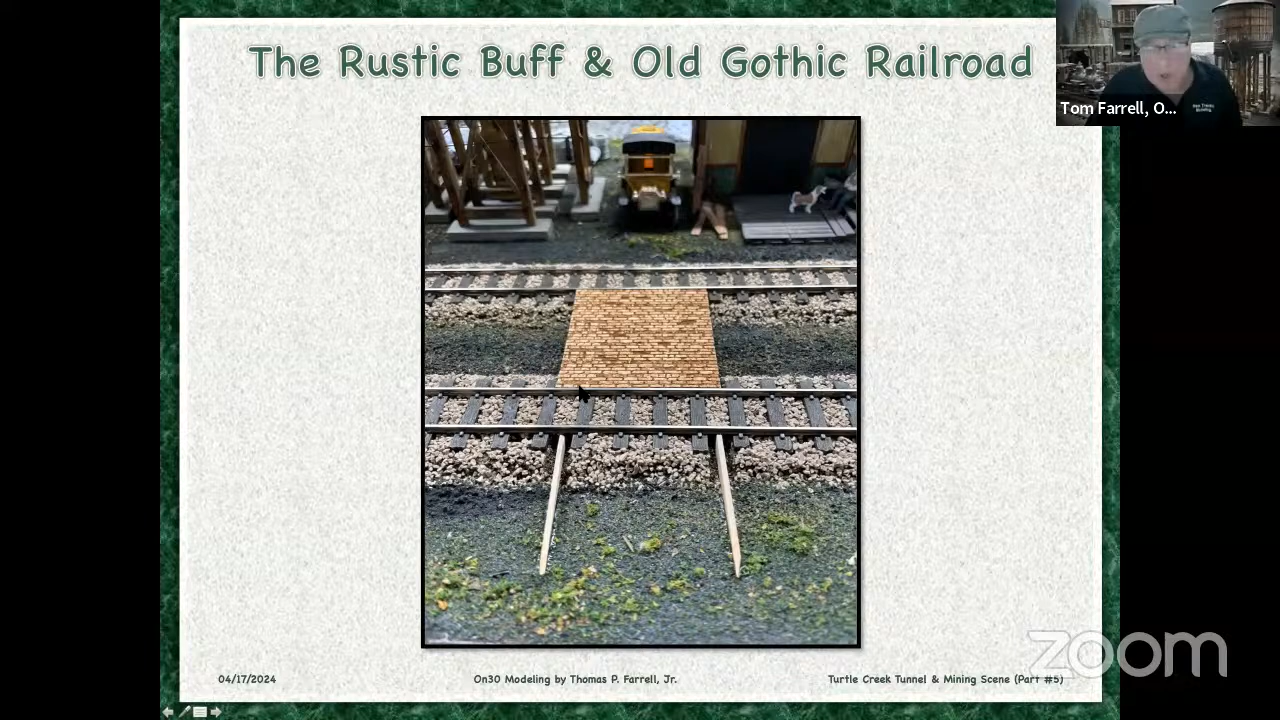 The Rustic Buff & Old Gothic Railroad
Tom Farrell, O...
04/17/2024
On30 Modeling by Thomas P. Farrell, Jr.
Turtle Creek Tunnel & Mining Scene (Part #5)
zoom